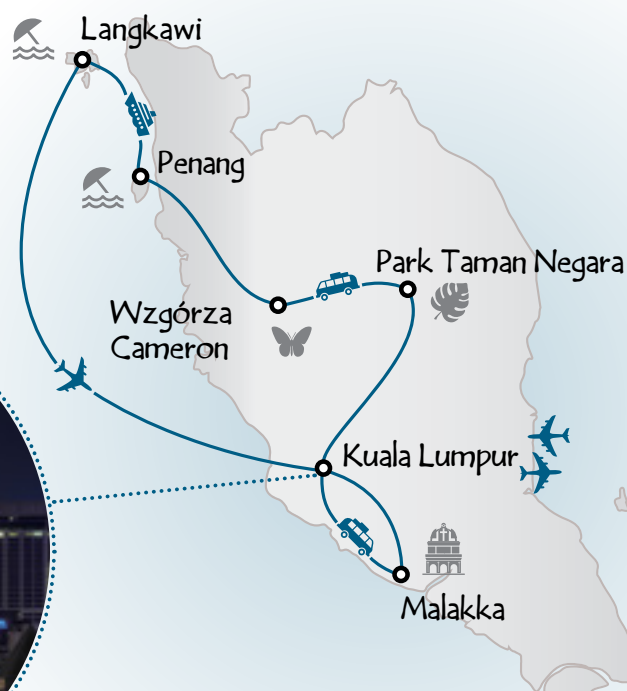 Langkawi
Penang
Park Taman Negara
Wzgórza
Cameron
Kuala Lumpur
Malakka